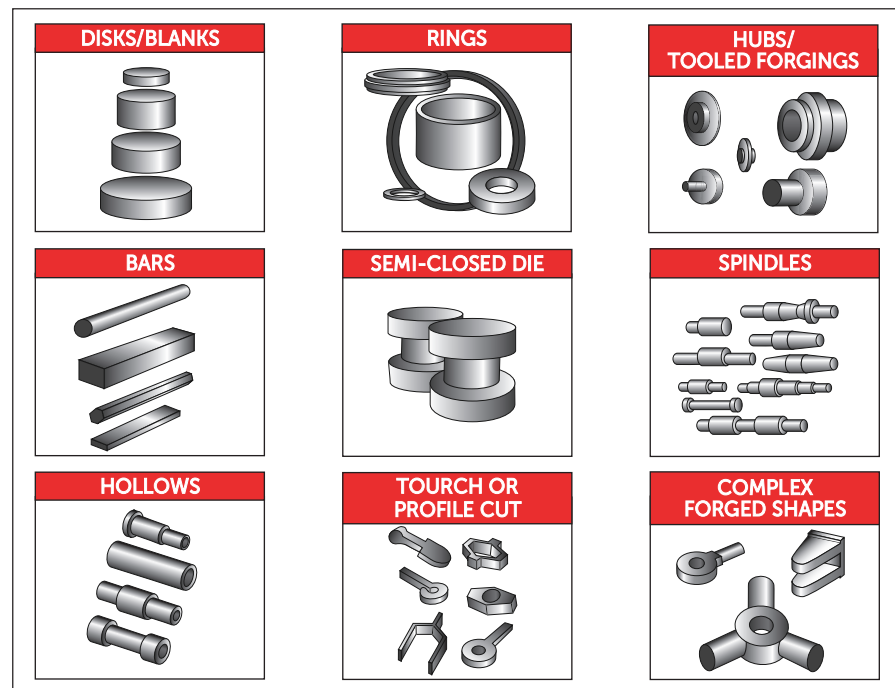 DISKS/BLANKS
RINGS
HUBS/
TOOLED FORGINGS
BARS
SEMI-CLOSED DIE
SPINDLES
HOLLOWS
TOURCH OR
PROFILE CUT
COMPLEX
FORGED SHAPES